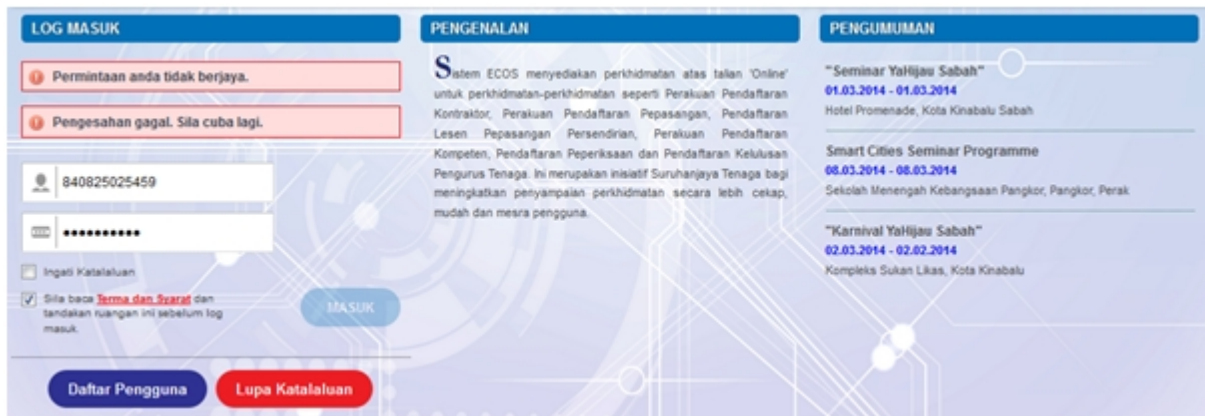 LOG MASUK
Permintaan anda tidak berjaya.
Pengesahan gagal. Sila cuba lagi.
840825025459
••••••••••
Ingati Katalaluan
Sila baca Terma dan Syarat dan
tandakan ruangan ini sebelum log
masuk.
MASUK
Daftar Pengguna
Lupa Katalaluan
PENGENALAN
Sistem ECOS menyediakan perkhidmatan atas talian 'Online'
untuk perkhidmatan-perkhidmatan seperti Perakuan Pendaftaran
Kontraktor, Perakuan Pendaftaran Pepasangan, Pendaftaran
Lesen Pepasangan Persendirian, Perakuan Pendaftaran
Kompeten, Pendaftaran Peperiksaan dan Pendaftaran Kelulusan
Pengurus Tenaga. Ini merupakan inisiatif Suruhanjaya Tenaga bagi
meningkatkan penyampaian perkhidmatan secara lebih cekap,
mudah dan mesra pengguna.
PENGUMUMAN
"Seminar YaHijau Sabah"
01.03.2014 - 01.03.2014
Hotel Promenade, Kota Kinabalu Sabah
Smart Cities Seminar Programme
08.03.2014 - 08.03.2014
Sekolah Menengah Kebangsaan Pangkor, Pangkor, Perak
"Karnival YaHijau Sabah"
02.03.2014 - 02.02.2014
Kompleks Sukan Likas, Kota Kinabalu